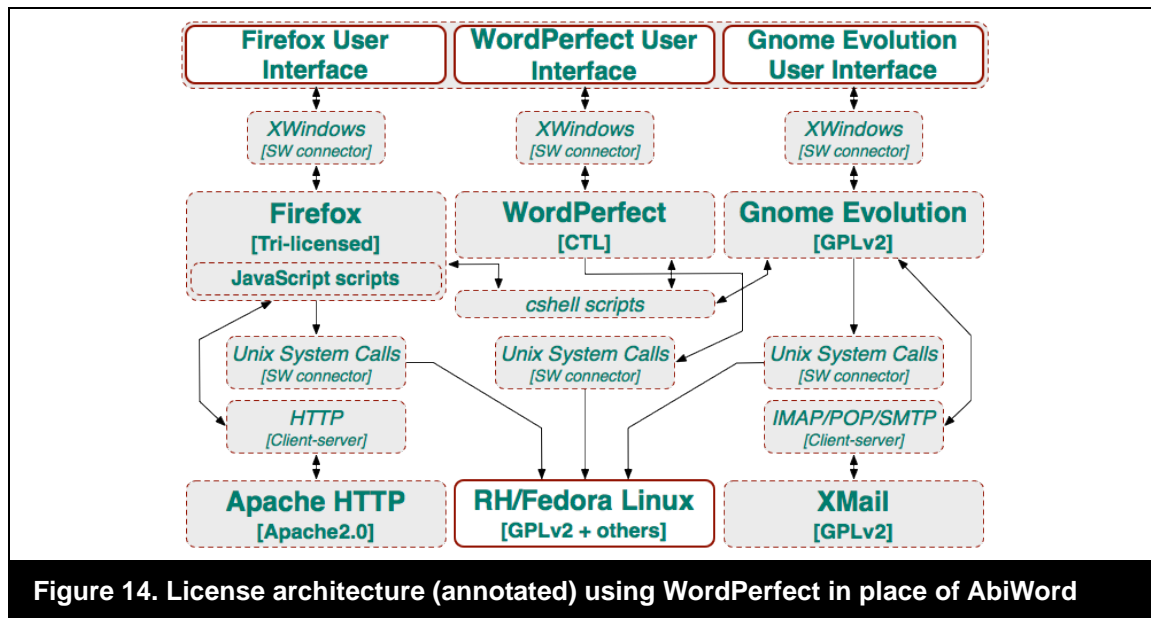 Firefox User
Interface
WordPerfect User
Interface
Gnome Evolution
User Interface
XWindows
[SW connector]
XWindows
[SW connector]
XWindows
[SW connector]
Firefox
[Tri-licensed]
JavaScript scripts
WordPerfect
[CTL]
Gnome Evolution
[GPLv2]
cshell scripts
Unix System Calls
[SW connector]
Unix System Calls
[SW connector]
Unix System Calls
[SW connector]
HTTP
[Client-server]
IMAP/POP/SMTP
[Client-server]
Apache HTTP
[Apache2.0]
RH/Fedora Linux
[GPLv2 + others]
XMail
[GPLv2]
Figure 14. License architecture (annotated) using WordPerfect in place of AbiWord